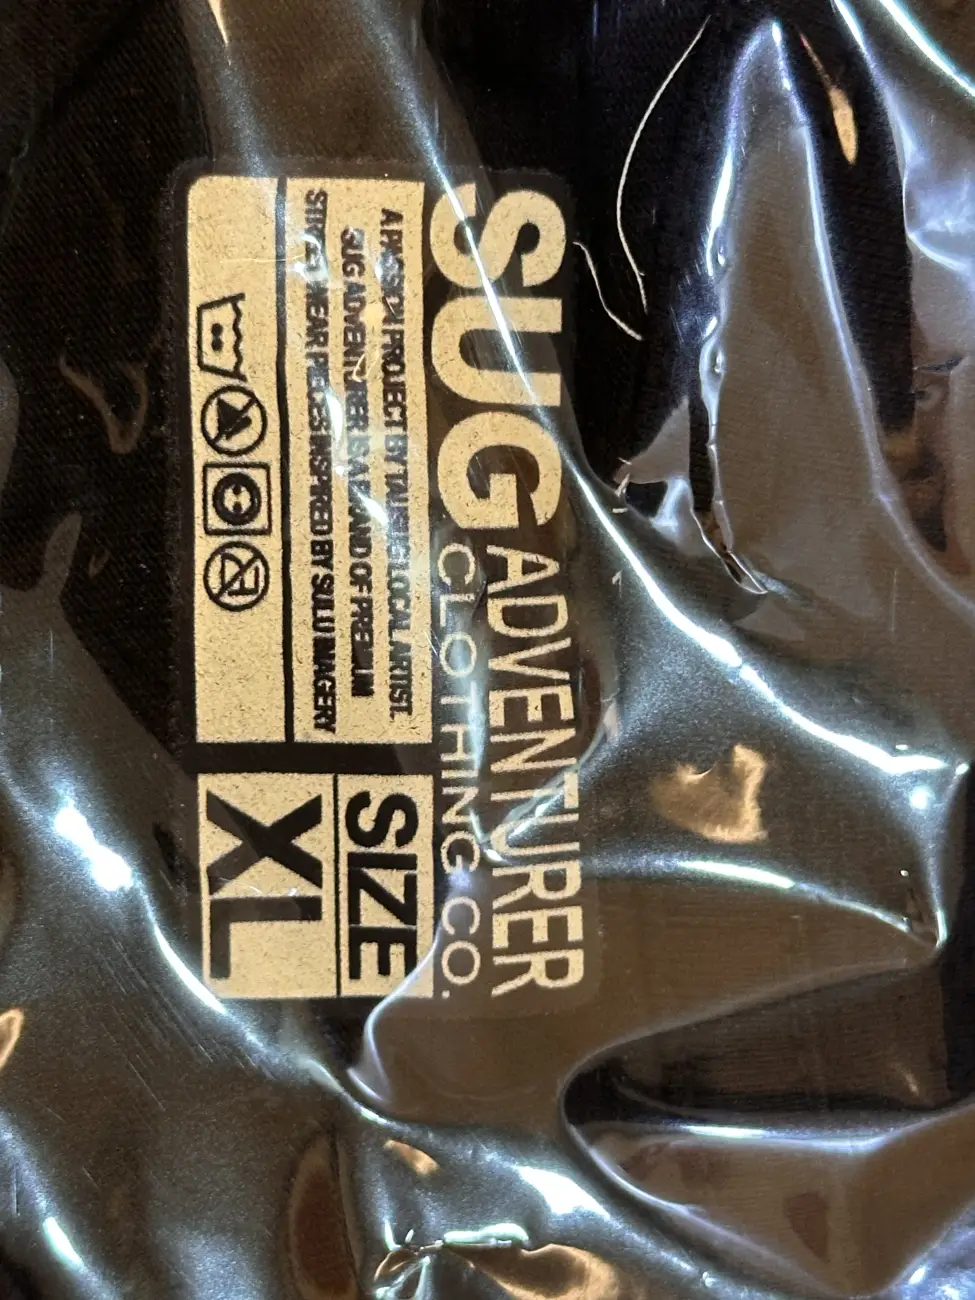 SUG ADVENTURER
CLOTHING CO.
A PASSION PROJECT BY TAUSUG LOCAL ARTIST.
SUG ADVENTURER IS A BRAND OF PREMIUM
STREETWEAR PIECES INSPIRED BY SULU IMAGERY
SIZE
XL